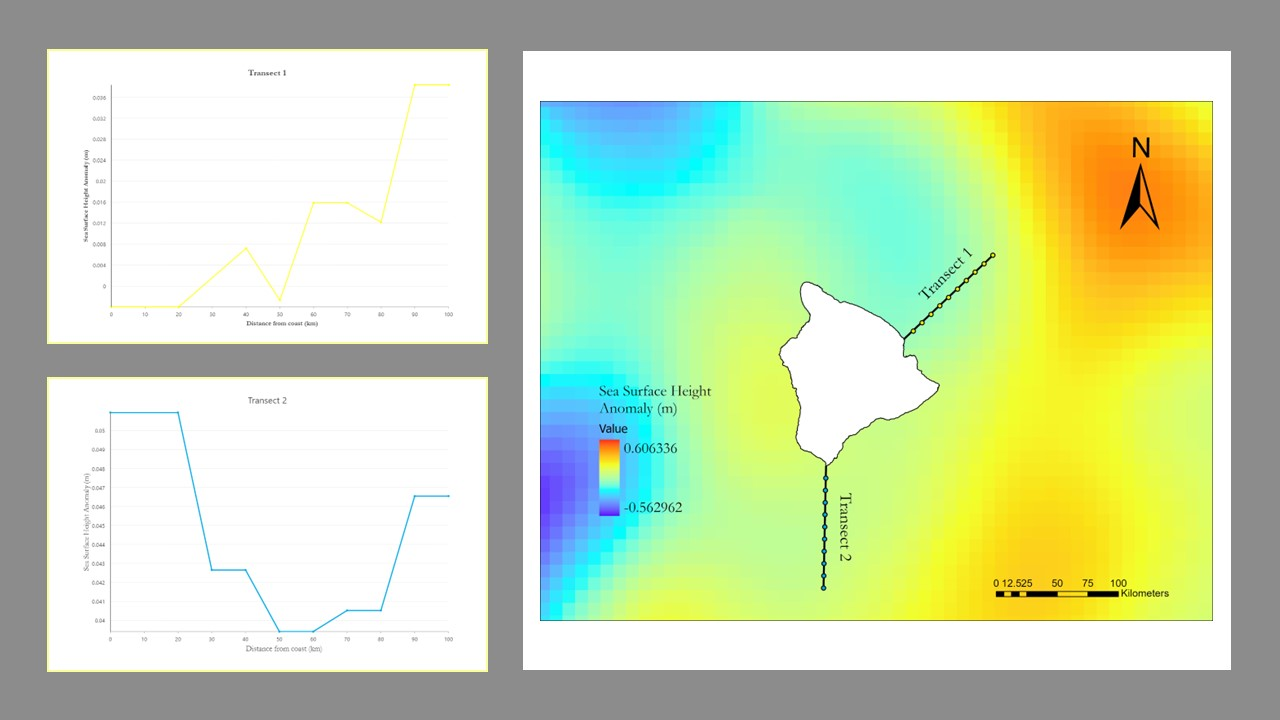 Transect 1
0.036
0.032
0.028
0.024
0.02
0.016
0.012
0.008
0.004
0
Sea Surface Height Anomaly (m)
0 10 20 30 40 50 60 70 80 90 100
Distance from coast (km)
Transect 2
0.05
0.049
0.048
0.047
0.046
0.045
0.044
0.043
0.042
0.041
0.04
Sea Surface Height Anomaly (m)
0 10 20 30 40 50 60 70 80 90 100
Distance from coast (km)
N
Transect 1
Sea Surface Height
Anomaly (m)
Value
0.606336
-0.562962
Transect 2
0 12.525 50 75 100
Kilometers